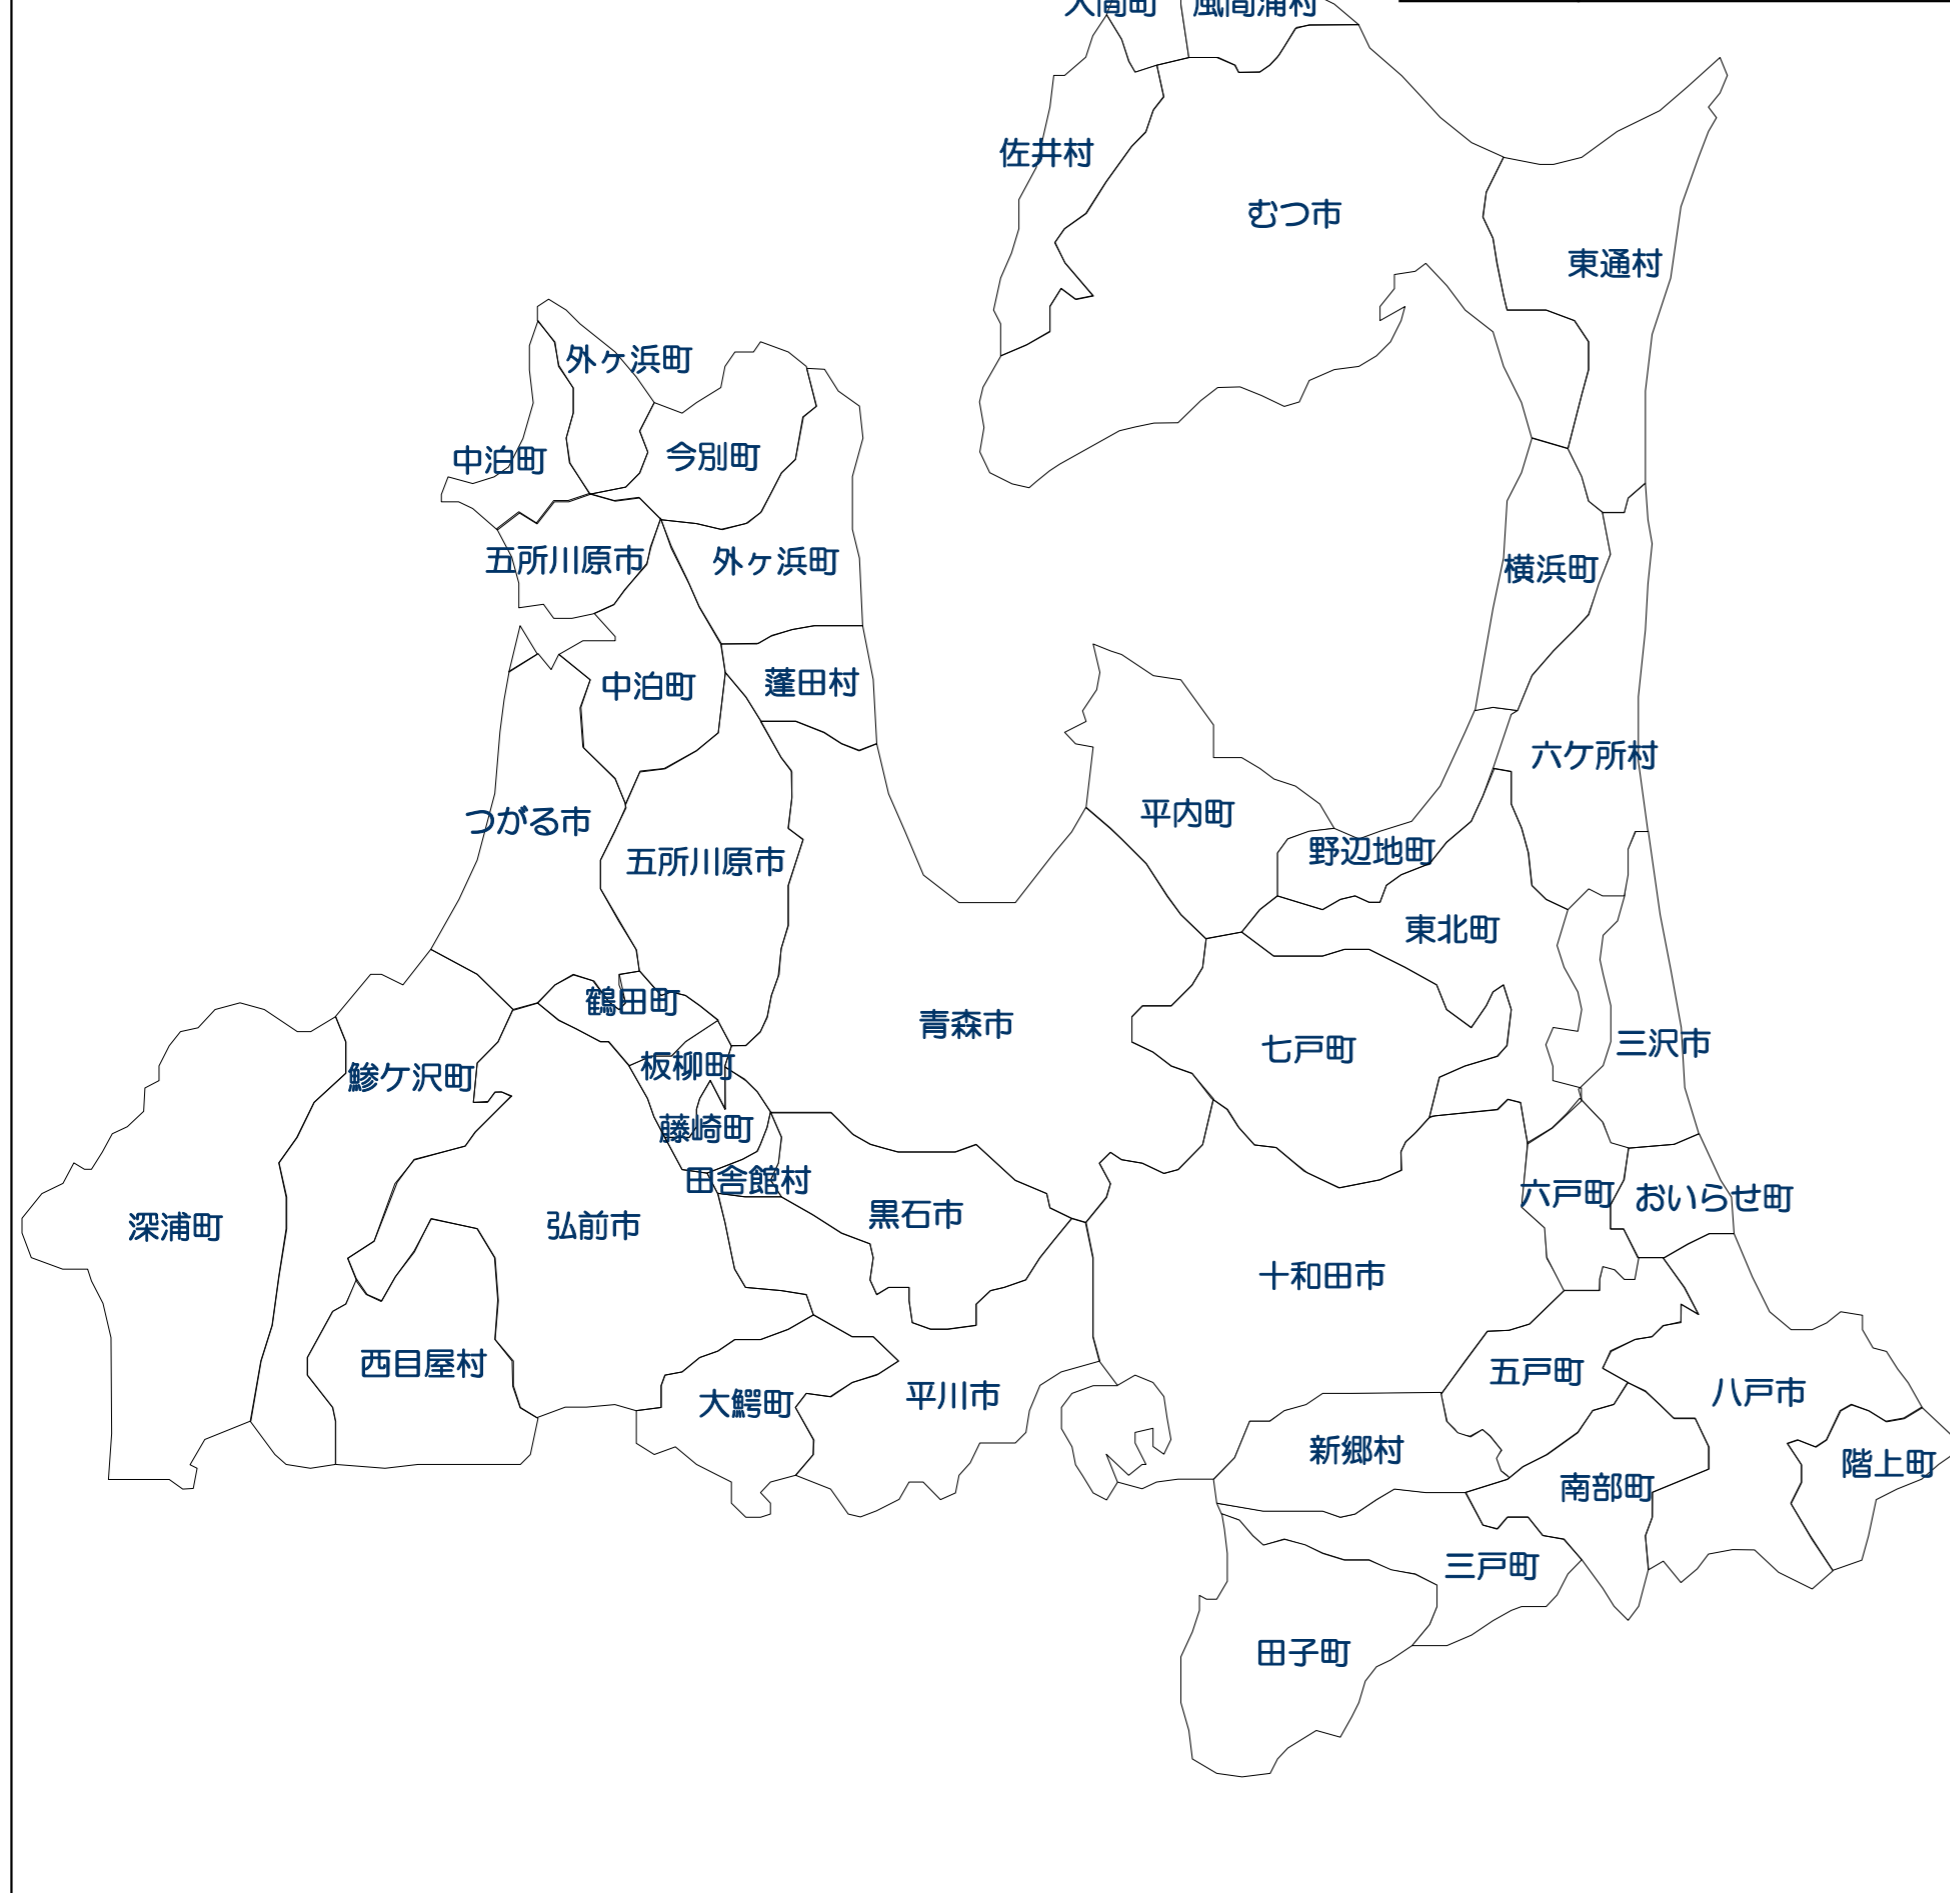 大間町
風間浦村
佐井村
むつ市
東通村
外ヶ浜町
中泊町
今別町
五所川原市
外ヶ浜町
横浜町
中泊町
蓬田村
六ケ所村
つがる市
平内町
五所川原市
野辺地町
東北町
鶴田町
青森市
七戸町
三沢市
板柳町
鰺ケ沢町
藤崎町
田舎館村
六戸町
おいらせ町
深浦町
弘前市
黒石市
十和田市
西目屋村
五戸町
大鰐町
平川市
八戸市
新郷村
階上町
南部町
三戸町
田子町